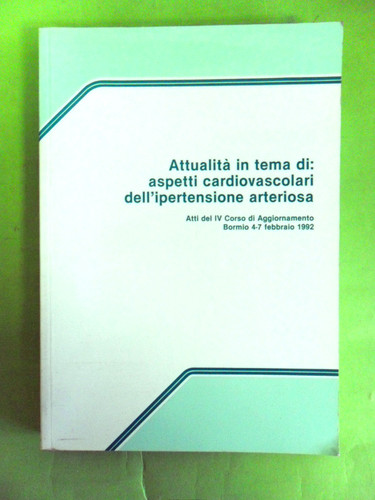 Attualità in tema di:
aspetti cardiovascolari
dell'ipertensione arteriosa
Atti del IV Corso di Aggiornamento
Bormio 4-7 febbraio 1992